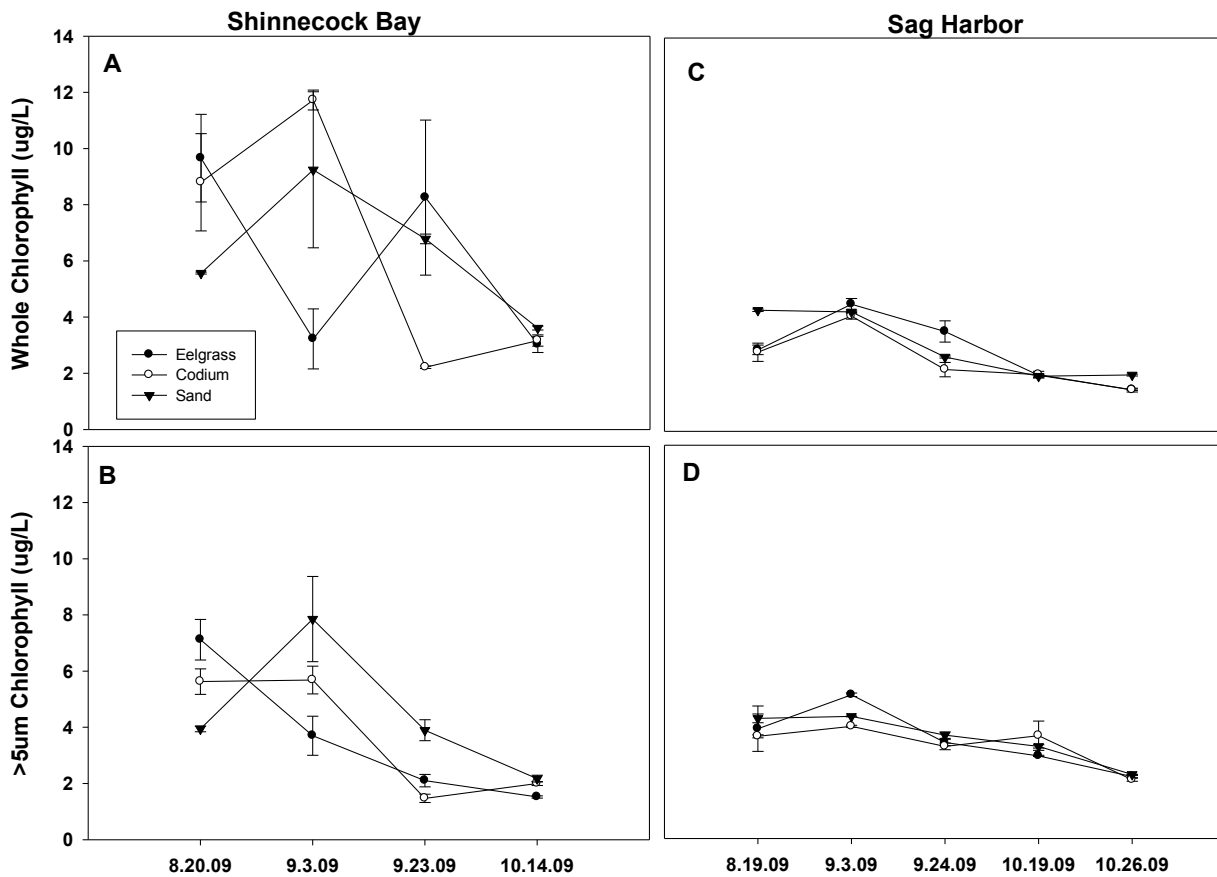 Shinnecock Bay
Sag Harbor
Whole Chlorophyll (ug/L)
14
12
10
8
6
4
2
0
A
Eelgrass
Codium
Sand
C
>5um Chlorophyll (ug/L)
14
12
10
8
6
4
2
0
B
D
8.20.09 9.3.09 9.23.09 10.14.09
8.19.09 9.3.09 9.24.09 10.19.09 10.26.09